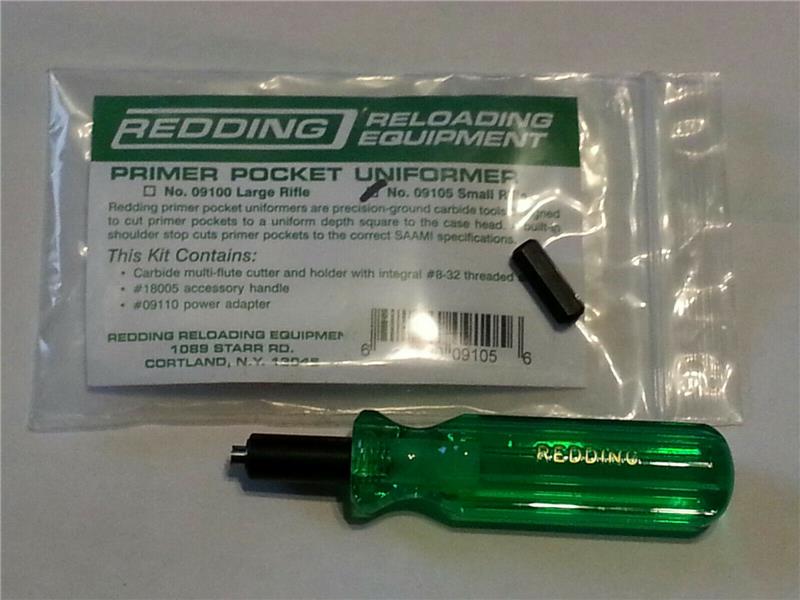 REDDING RELOADING
EQUIPMENT
PRIMER POCKET UNIFORMER
No. 09100 Large Rifle No. 09105 Small
Redding primer pocket uniformers are precision-ground carbide tools
to cut primer pockets to a uniform depth square to the case head.
shoulder stop cuts primer pockets to the correct SAAMI specifications.
This Kit Contains:
• Carbide multi-flute cutter and holder with integral #8-32 threaded
• #18005 accessory handle
• #09110 power adapter
REDDING RELOADING
1089 STARR RD.
CORTLAND, N.Y. 13045
6 09105 6
REDDING